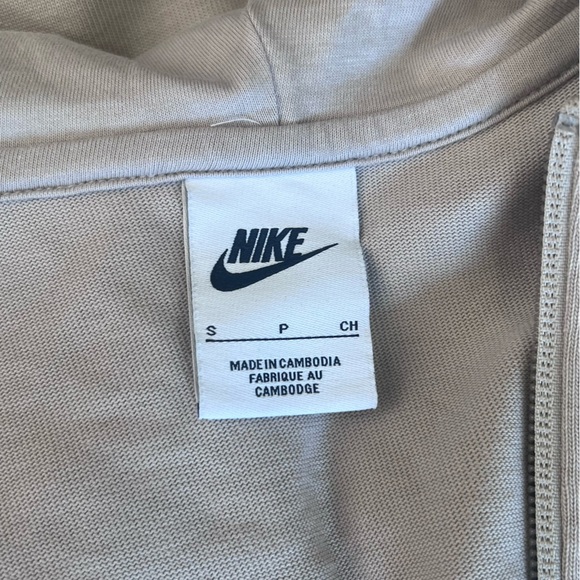 NIKE
S P CH
MADE IN CAMBODIA
FABRIQUE AU
CAMBODGE